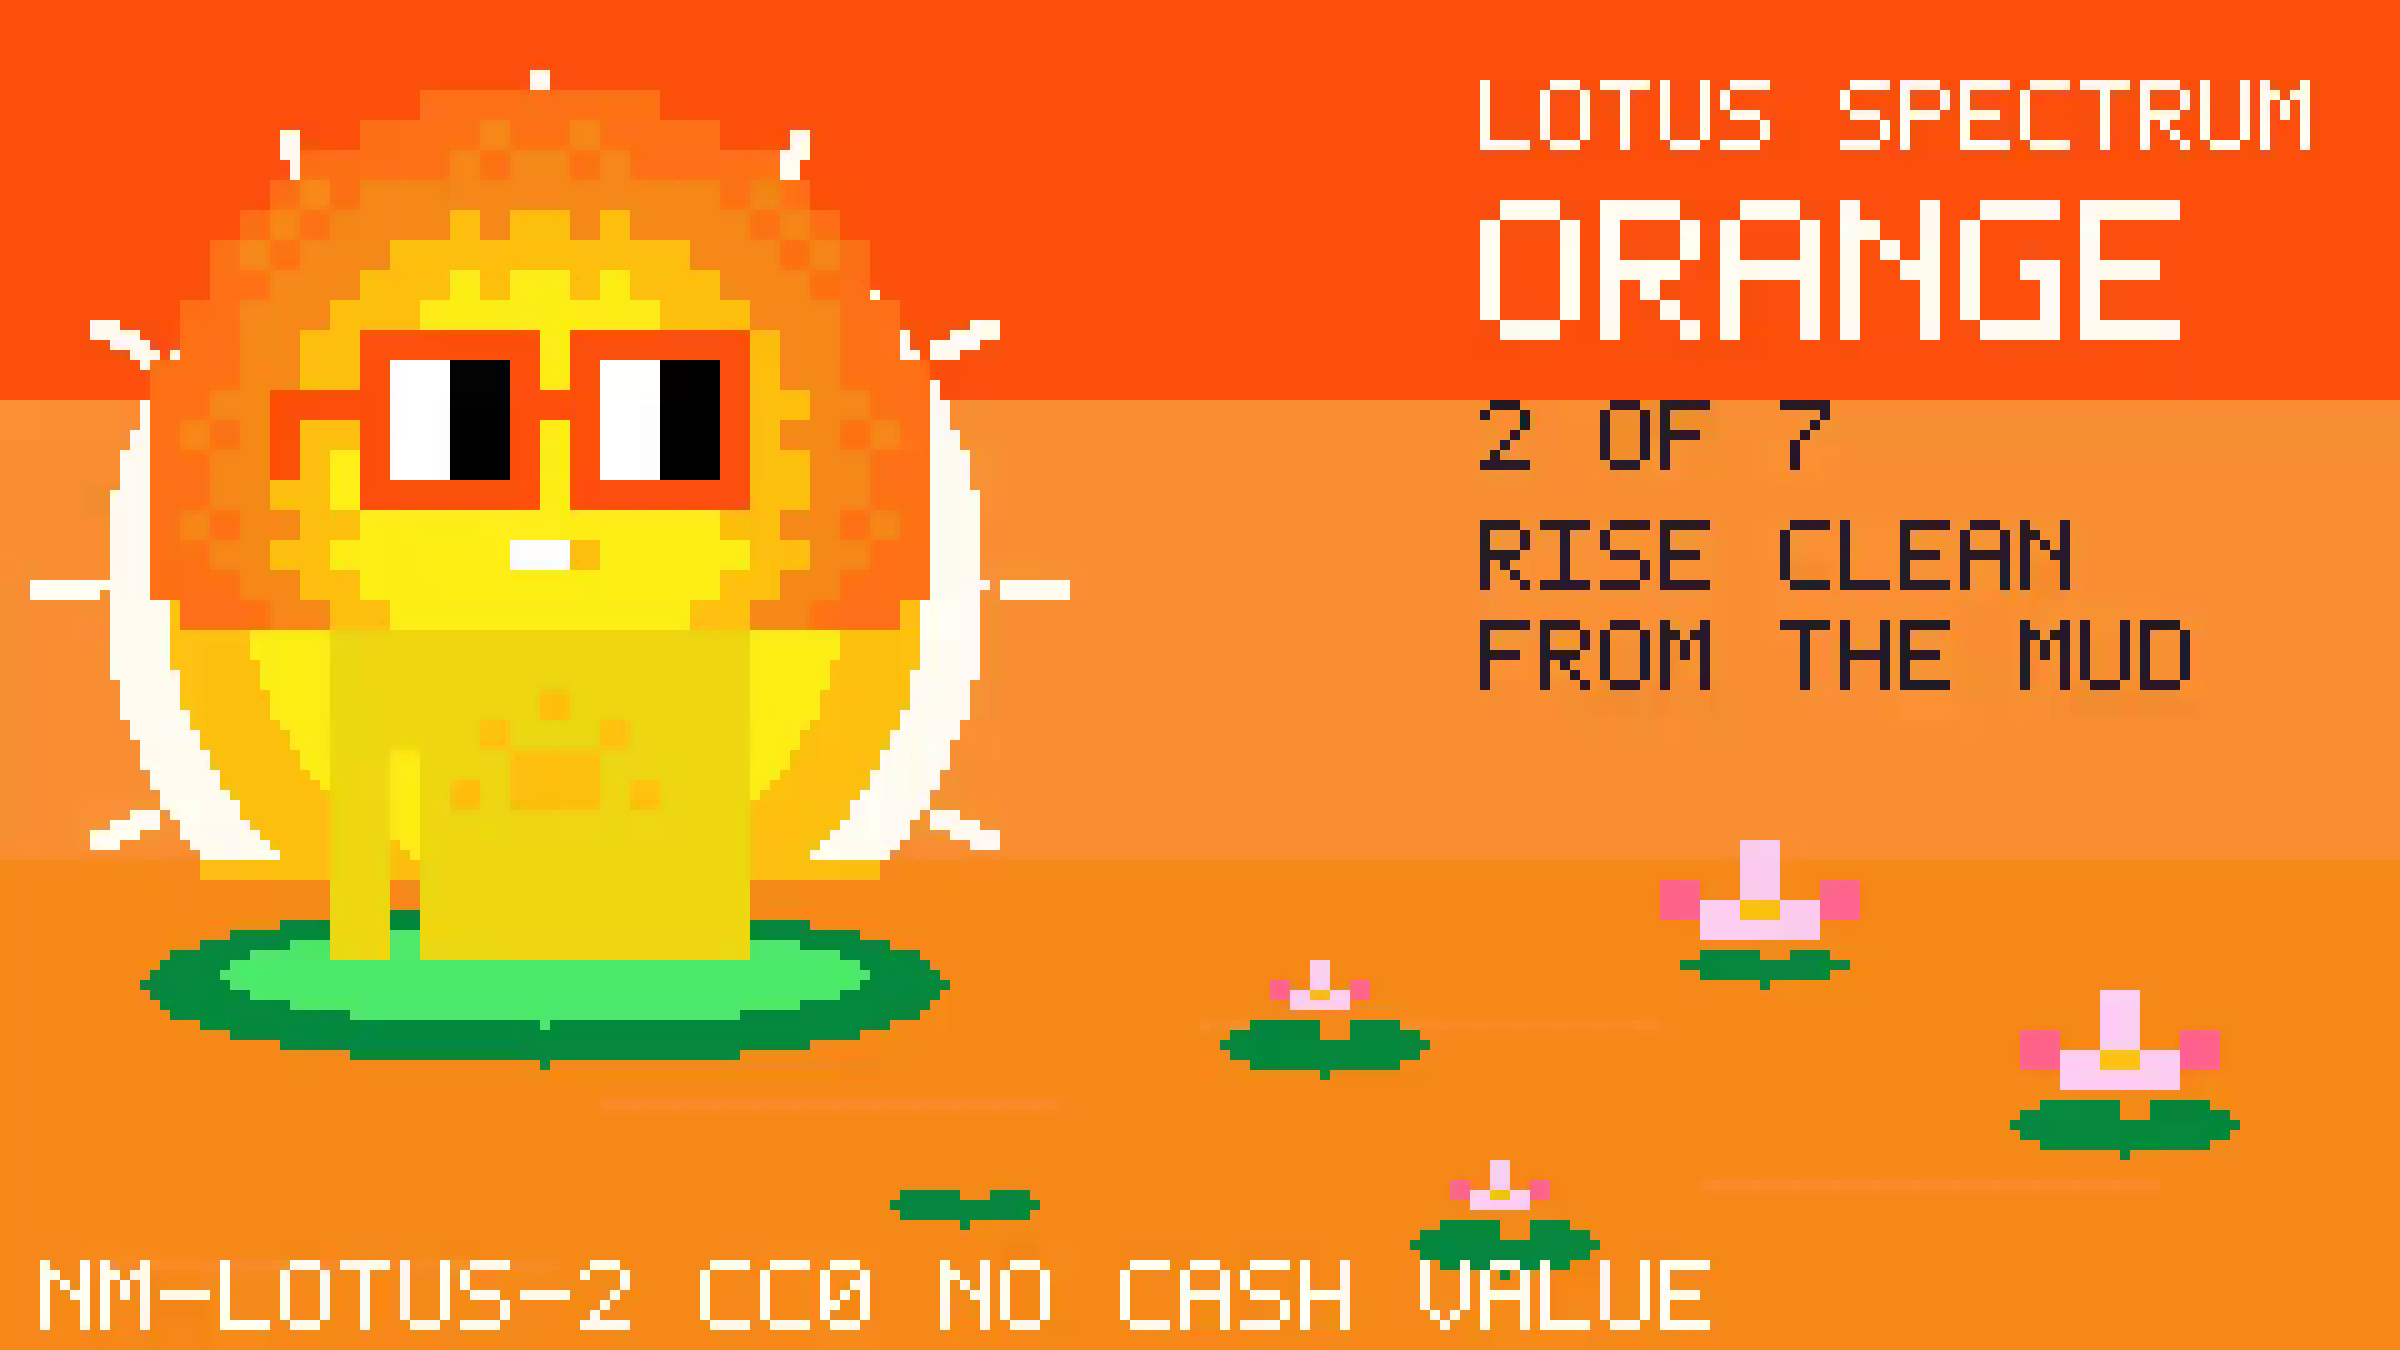 LOTUS SPECTRUM
ORANGE
2 OF 7
RISE CLEAN
FROM THE MUD
NM-LOTUS-2 CC0 NO CASH VALUE